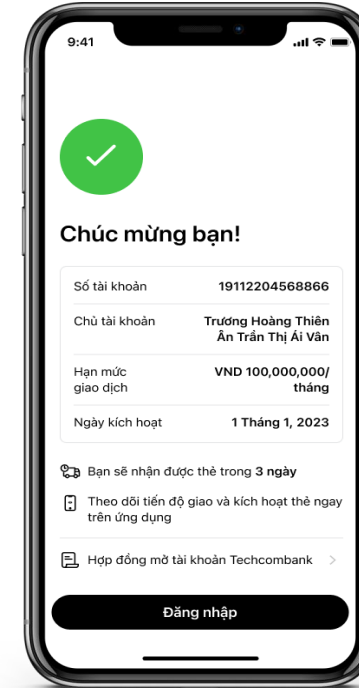 9:41
Chúc mừng bạn!
Số tài khoản 19112204568866
Chủ tài khoản Trương Hoàng Thiên
Ân Trần Thị Ái Vân
Hạn mức VND 100,000,000/
giao dịch tháng
Ngày kích hoạt 1 Tháng 1, 2023
Bạn sẽ nhận được thẻ trong 3 ngày
Theo dõi tiến độ giao và kích hoạt thẻ ngay
trên ứng dụng
Hợp đồng mở tài khoản Techcombank
Đăng nhập